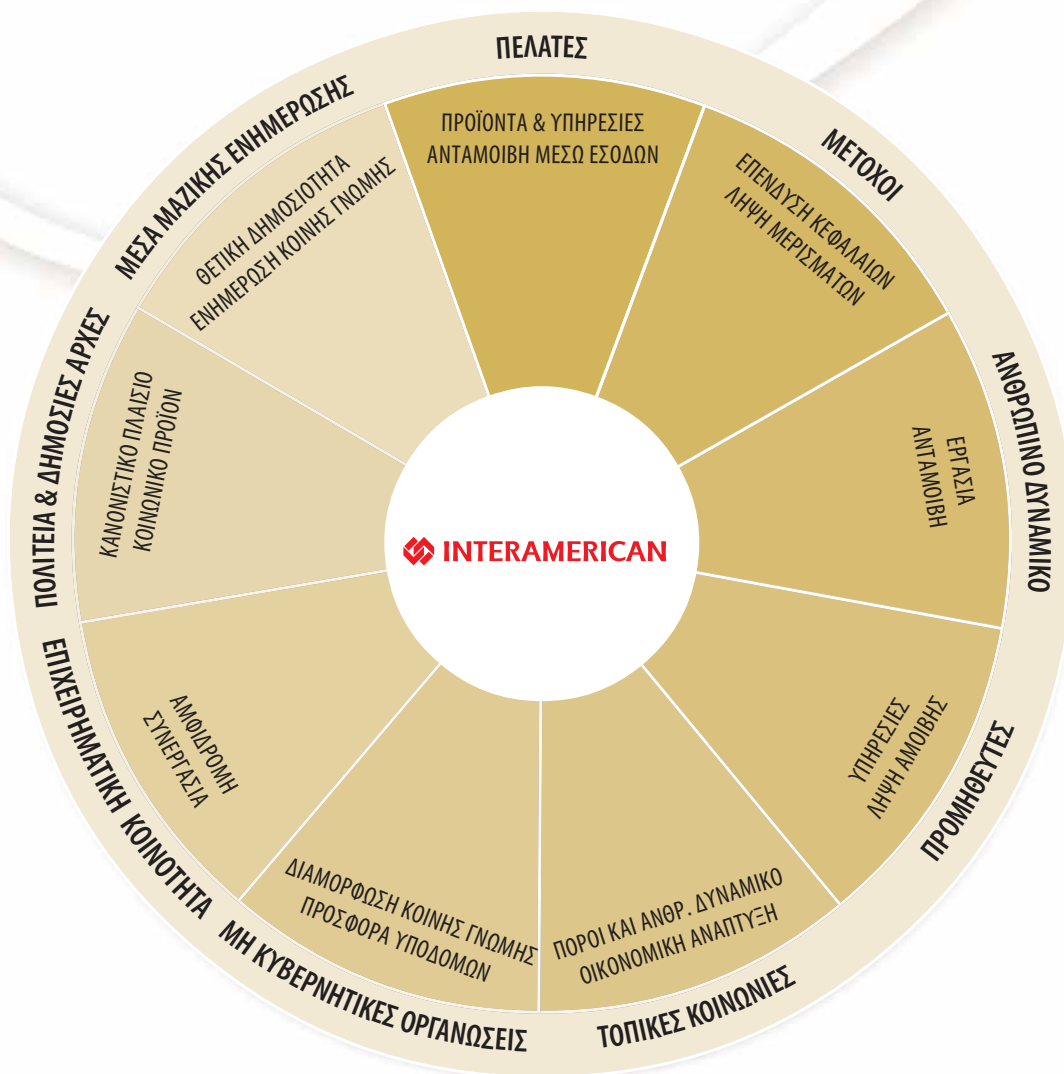 ΠΕΛΑΤΕΣ
ΠΡΟΪΟΝΤΑ & ΥΠΗΡΕΣΙΕΣ
ΑΝΤΑΜΟΙΒΗ ΜΕΣΩ ΕΣΟΔΩΝ
ΜΕΤΟΧΟΙ
ΕΠΕΝΔΥΣΗ ΚΕΦΑΛΑΙΩΝ
ΛΗΨΗ ΜΕΡΙΣΜΑΤΩΝ
ΑΝΘΡΩΠΙΝΟ ΔΥΝΑΜΙΚΟ
ΕΡΓΑΣΙΑ
ΑΝΤΑΜΟΙΒΗ
ΠΡΟΜΗΘΕΥΤΕΣ
ΥΠΗΡΕΣΙΕΣ
ΛΗΨΗ ΑΜΟΙΒΗΣ
ΤΟΠΙΚΕΣ ΚΟΙΝΩΝΙΕΣ
ΠΟΡΟΙ ΚΑΙ ΑΝΘΡ. ΔΥΝΑΜΙΚΟ
ΟΙΚΟΝΟΜΙΚΗ ΑΝΑΠΤΥΞΗ
ΜΗ ΚΥΒΕΡΝΗΤΙΚΕΣ ΟΡΓΑΝΩΣΕΙΣ
ΔΙΑΜΟΡΦΩΣΗ ΚΟΙΝΗΣ ΓΝΩΜΗΣ
ΠΡΟΣΦΟΡΑ ΥΠΟΔΟΜΩΝ
ΕΠΙΧΕΙΡΗΜΑΤΙΚΗ ΚΟΙΝΟΤΗΤΑ
ΑΜΦΙΔΡΟΜΗ
ΣΥΝΕΡΓΑΣΙΑ
ΠΟΛΙΤΕΙΑ & ΔΗΜΟΣΙΕΣ ΑΡΧΕΣ
ΚΑΝΟΝΙΣΤΙΚΟ ΠΛΑΙΣΙΟ
ΚΟΙΝΩΝΙΚΟ ΠΡΟΪΟΝ
ΜΕΣΑ ΜΑΖΙΚΗΣ ΕΝΗΜΕΡΩΣΗΣ
ΘΕΤΙΚΗ ΔΗΜΟΣΙΟΤΗΤΑ
ΕΝΗΜΕΡΩΣΗ ΚΟΙΝΗΣ ΓΝΩΜΗΣ
INTERAMERICAN